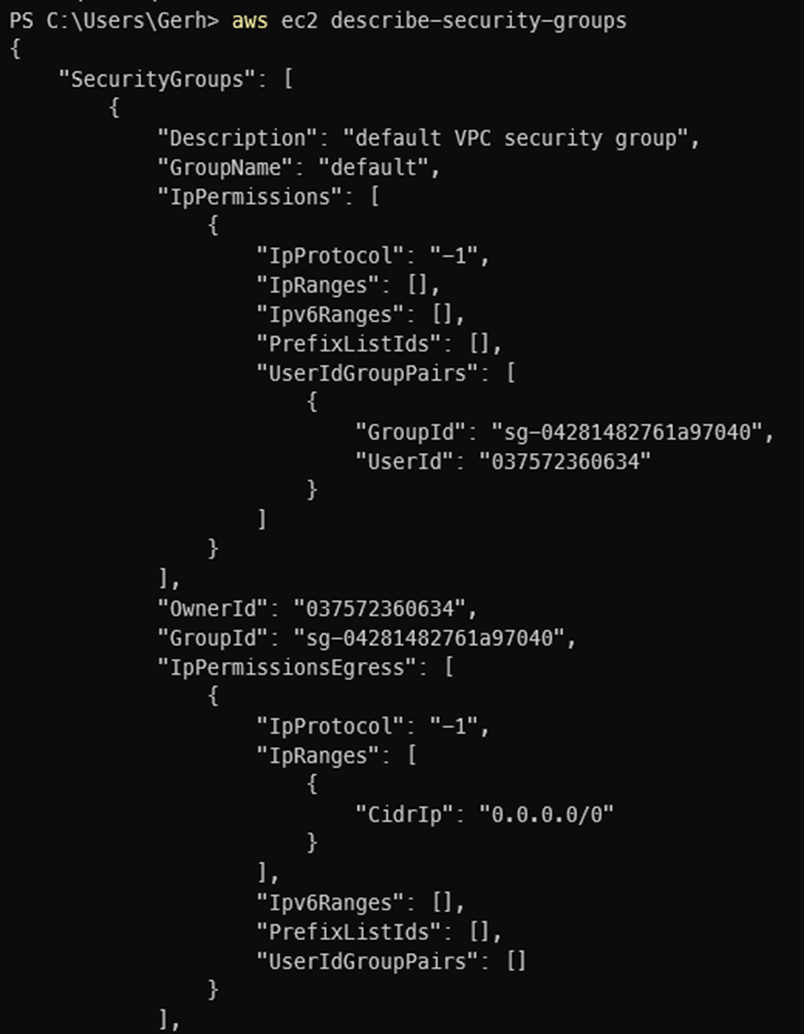 PS C:\Users\Gerh> aws ec2 describe-security-groups
{
    "SecurityGroups": [
        {
            "Description": "default VPC security group",
            "GroupName": "default",
            "IpPermissions": [
                {
                    "IpProtocol": "-1",
                    "IpRanges": [],
                    "Ipv6Ranges": [],
                    "PrefixListIds": [],
                    "UserIdGroupPairs": [
                        {
                            "GroupId": "sg-04281482761a97040",
                            "UserId": "037572360634"
                        }
                    ]
                }
            ],
            "OwnerId": "037572360634",
            "GroupId": "sg-04281482761a97040",
            "IpPermissionsEgress": [
                {
                    "IpProtocol": "-1",
                    "IpRanges": [
                        {
                            "CidrIp": "0.0.0.0/0"
                        }
                    ],
                    "Ipv6Ranges": [],
                    "PrefixListIds": [],
                    "UserIdGroupPairs": []
                }
            ],